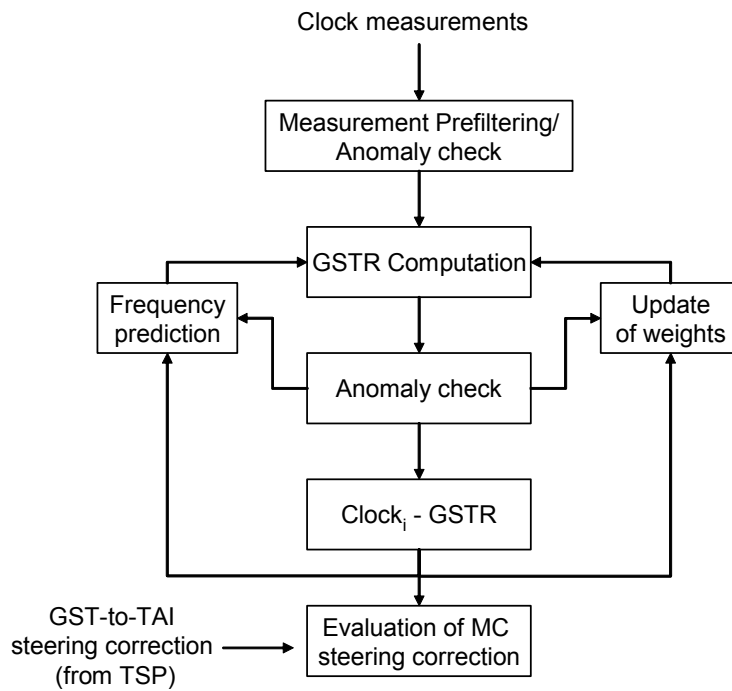 Clock measurements
Measurement Prefiltering/
Anomaly check
GSTR Computation
Frequency
prediction
Update
of weights
Anomaly check
Clocki - GSTR
GST-to-TAI
steering correction
(from TSP)
Evaluation of MC
steering correction